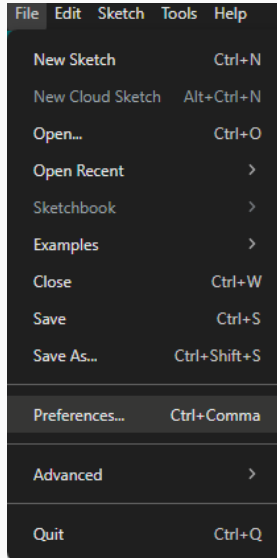 File Edit Sketch Tools Help
New Sketch Ctrl+N
New Cloud Sketch Alt+Ctrl+N
Open... Ctrl+O
Open Recent >
Sketchbook >
Examples >
Close Ctrl+W
Save Ctrl+S
Save As... Ctrl+Shift+S
Preferences... Ctrl+Comma
Advanced >
Quit Ctrl+Q